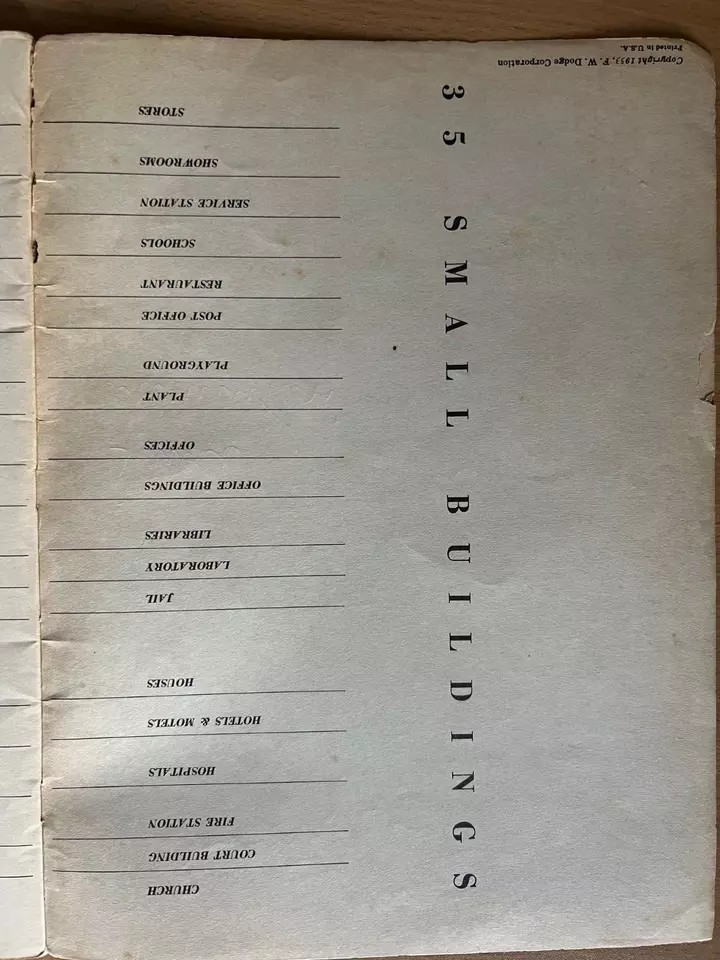 35 SMALL BUILDINGS
CHURCH
COURT BUILDING
FIRE STATION
HOSPITALS
HOTELS & MOTELS
HOUSES
JAIL
LABORATORY
LIBRARIES
OFFICE BUILDINGS
OFFICES
PLANT
PLAYGROUND
POST OFFICE
RESTAURANT
SCHOOLS
SERVICE STATION
SHOWROOMS
STORES
Copyright 1953, F. W. Dodge Corporation
Printed in U.S.A.